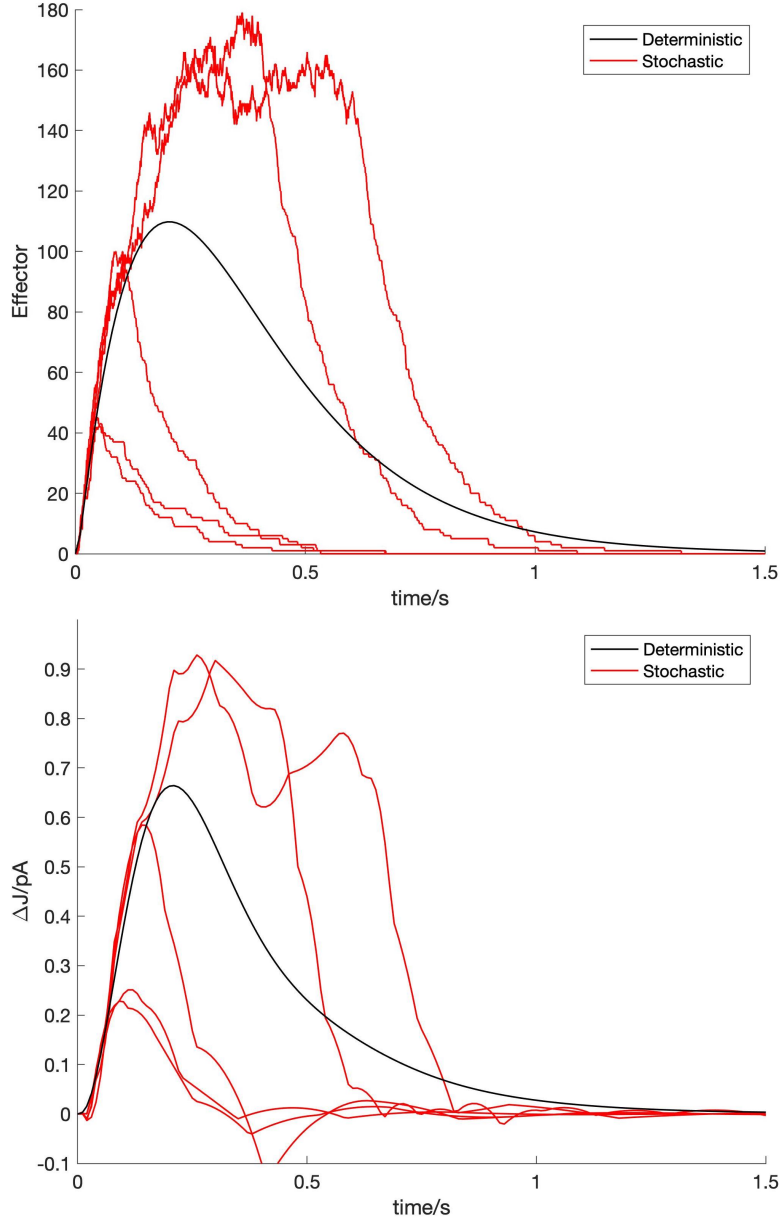 180
160
140
120
100
80
60
40
20
0
Effector
Deterministic
Stochastic
0 0.5 1 1.5
time/s
0.9
0.8
0.7
0.6
0.5
0.4
0.3
0.2
0.1
0
-0.1
ΔJ/pA
Deterministic
Stochastic
0 0.5 1 1.5
time/s